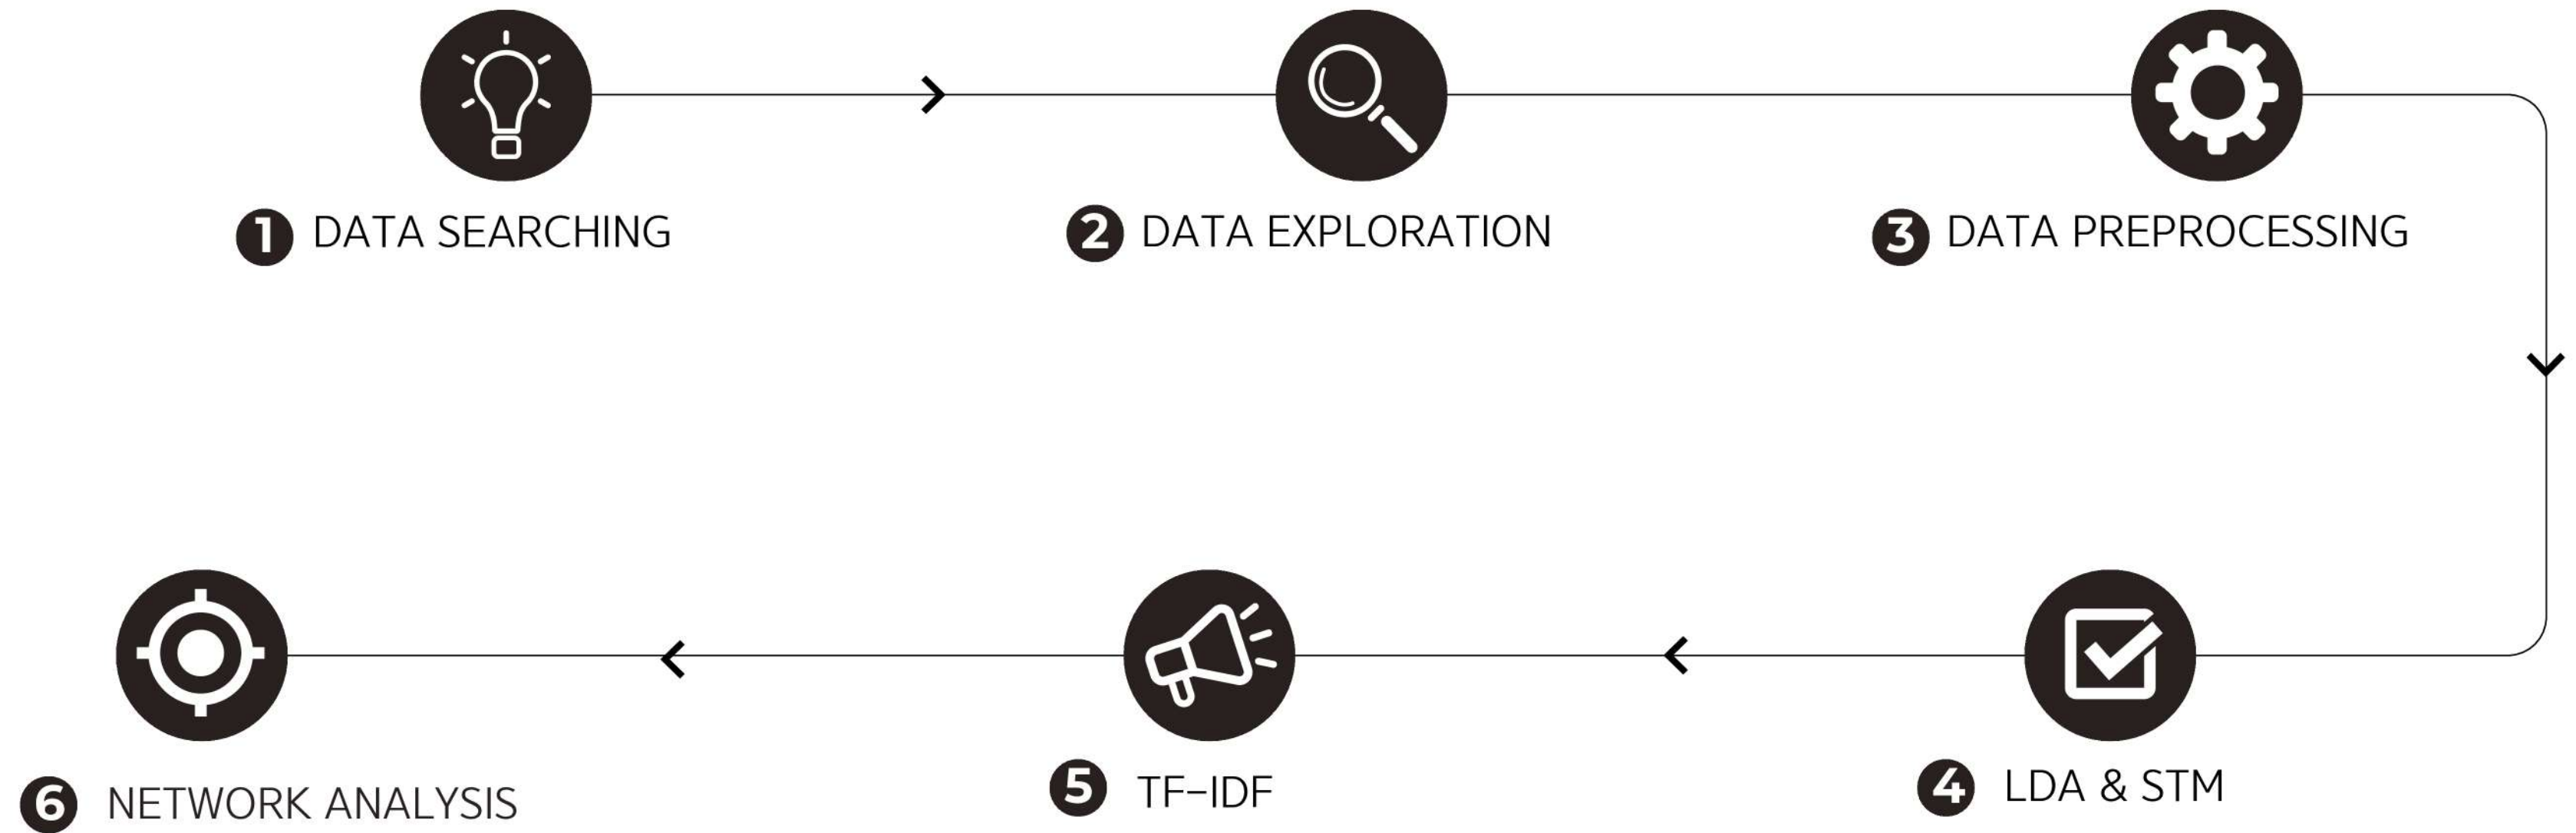 1 DATA SEARCHING
2 DATA EXPLORATION
3 DATA PREPROCESSING
4 LDA & STM
5 TF-IDF
6 NETWORK ANALYSIS